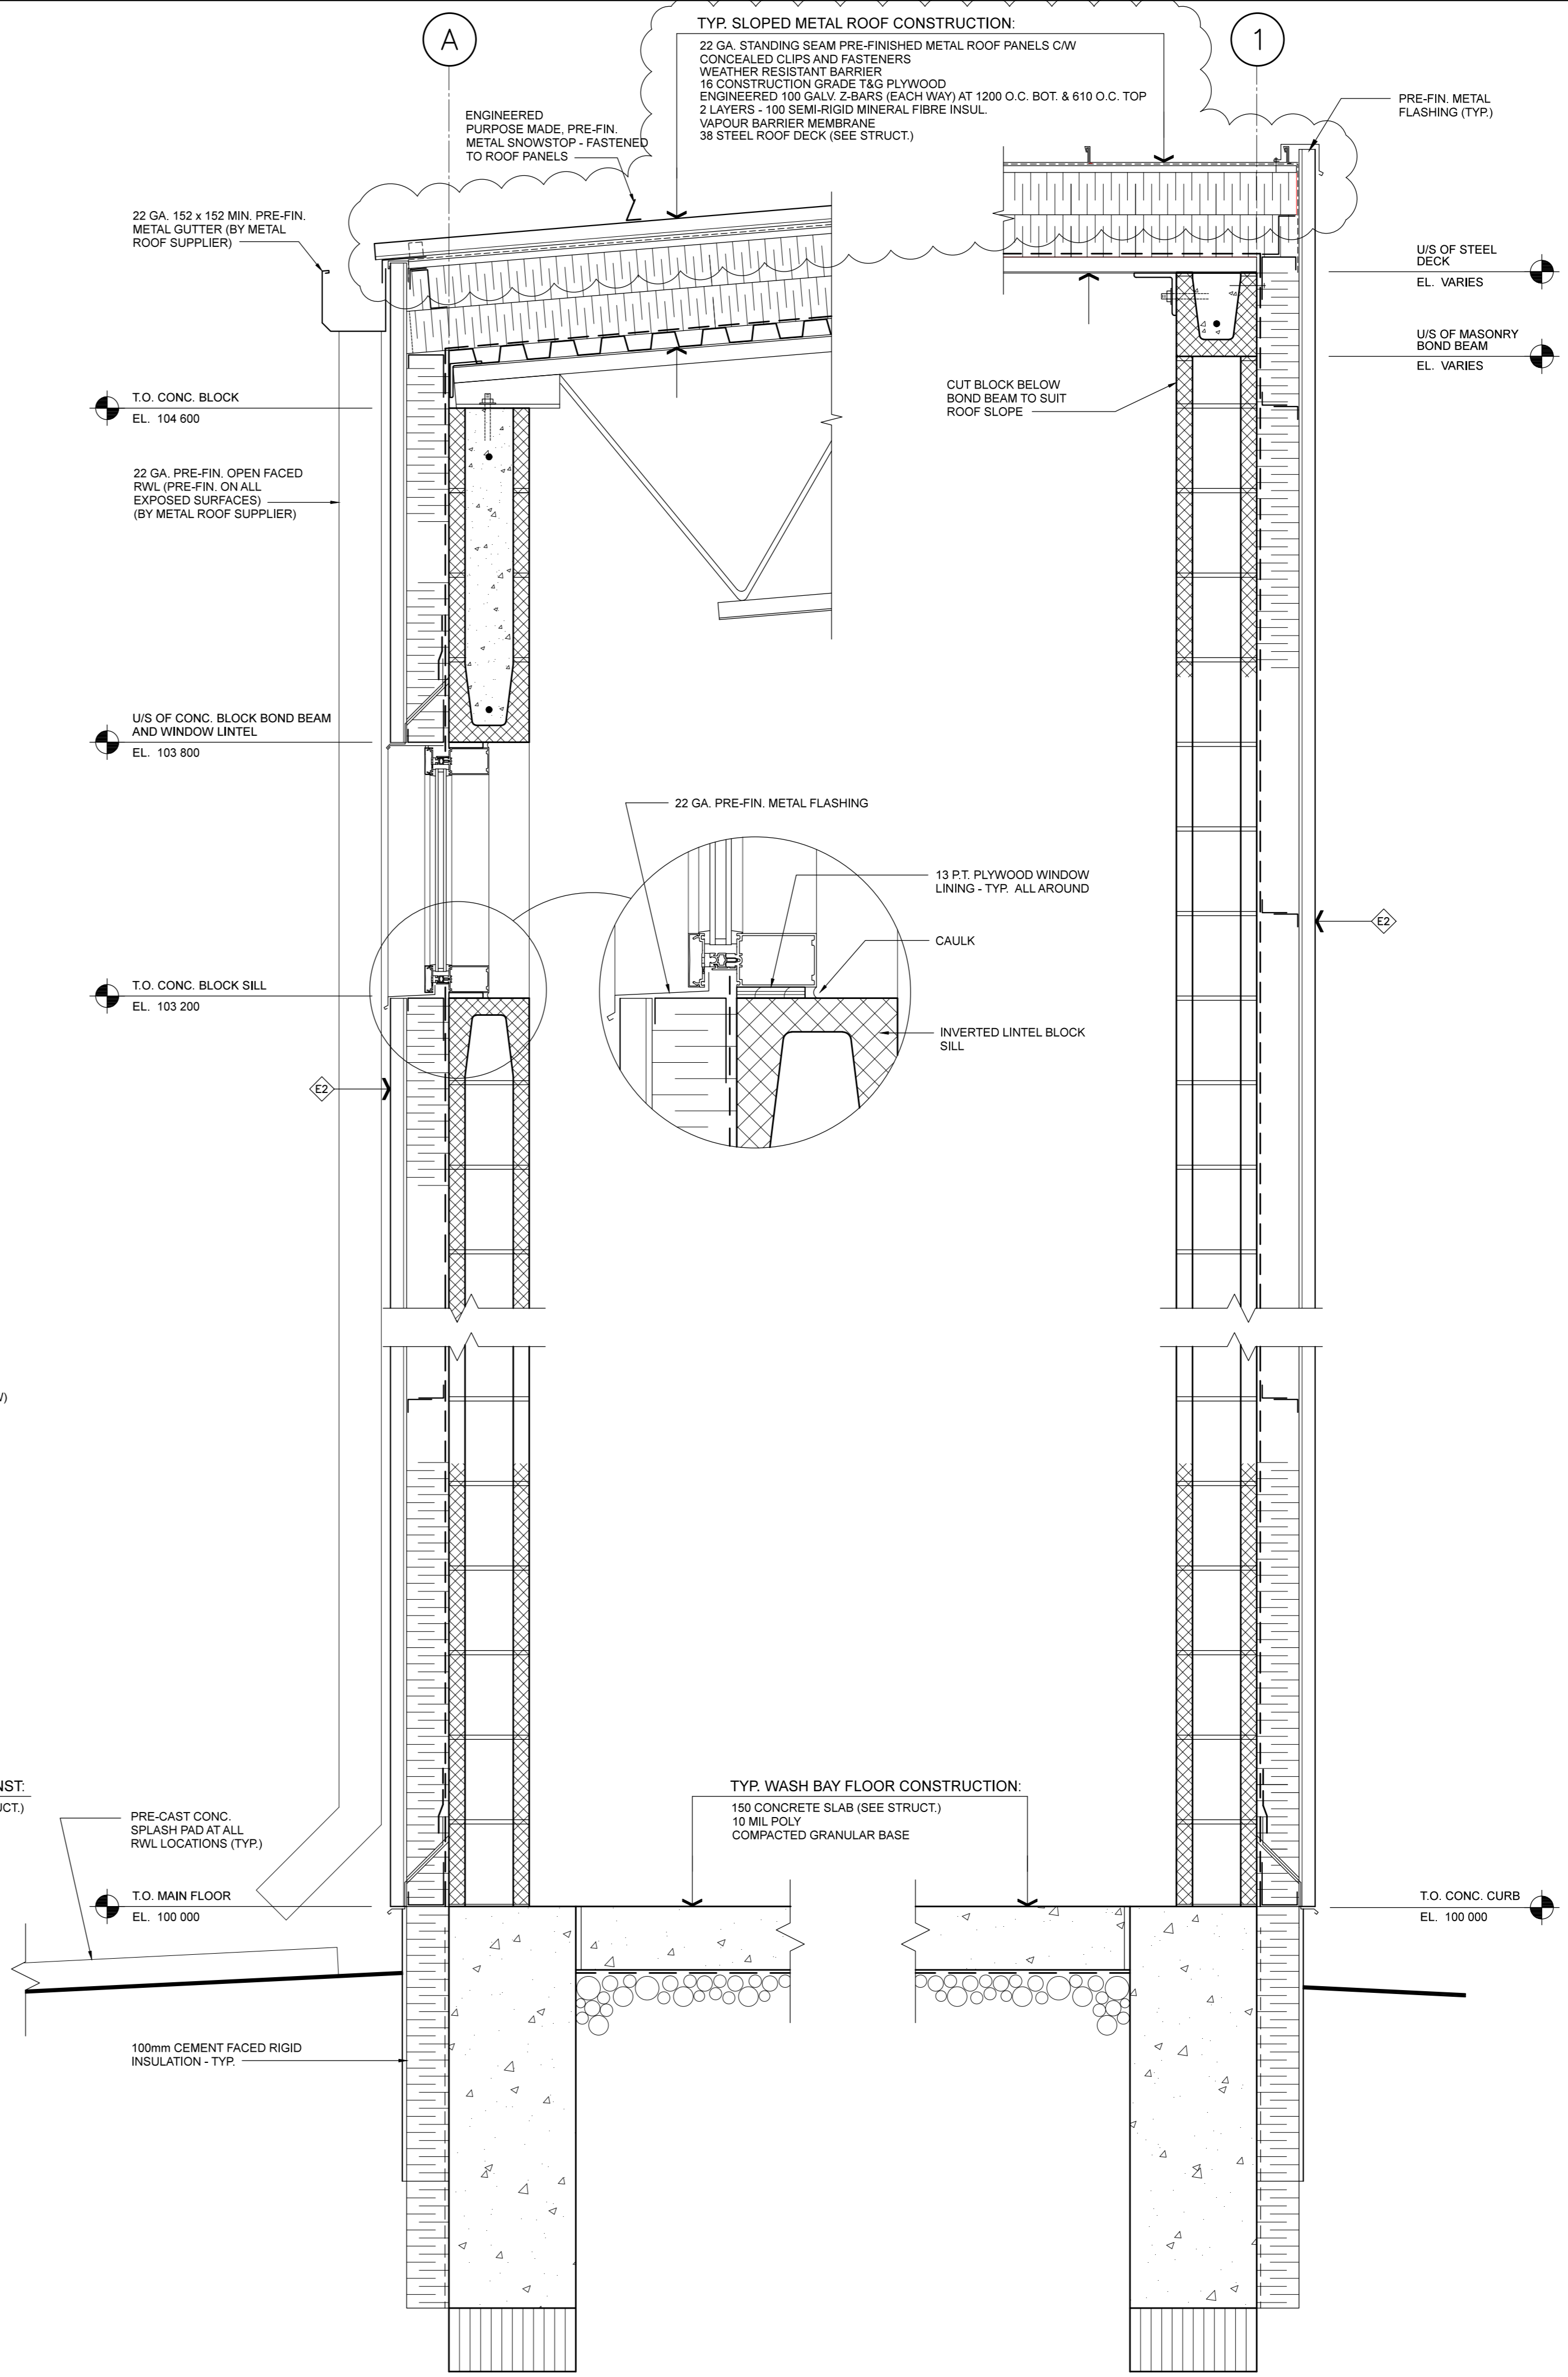 A
1
TYP. SLOPED METAL ROOF CONSTRUCTION:
22 GA. STANDING SEAM PRE-FINISHED METAL ROOF PANELS C/W
CONCEALED CLIPS AND FASTENERS
WEATHER RESISTANT BARRIER
16 CONSTRUCTION GRADE T&G PLYWOOD
ENGINEERED 100 GALV. Z-BARS (EACH WAY) AT 1200 O.C. BOT. & 610 O.C. TOP
2 LAYERS - 100 SEMI-RIGID MINERAL FIBRE INSUL.
VAPOUR BARRIER MEMBRANE
38 STEEL ROOF DECK (SEE STRUCT.)
PRE-FIN. METAL
FLASHING (TYP.)
ENGINEERED
PURPOSE MADE, PRE-FIN.
METAL SNOWSTOP - FASTENED
TO ROOF PANELS
22 GA. 152 x 152 MIN. PRE-FIN.
METAL GUTTER (BY METAL
ROOF SUPPLIER)
U/S OF STEEL
DECK
EL. VARIES
U/S OF MASONRY
BOND BEAM
EL. VARIES
CUT BLOCK BELOW
BOND BEAM TO SUIT
ROOF SLOPE
T.O. CONC. BLOCK
EL. 104 600
22 GA. PRE-FIN. OPEN FACED
RWL (PRE-FIN. ON ALL
EXPOSED SURFACES)
(BY METAL ROOF SUPPLIER)
U/S OF CONC. BLOCK BOND BEAM
AND WINDOW LINTEL
EL. 103 800
22 GA. PRE-FIN. METAL FLASHING
13 P.T. PLYWOOD WINDOW
LINING - TYP. ALL AROUND
CAULK
E2
T.O. CONC. BLOCK SILL
EL. 103 200
INVERTED LINTEL BLOCK
SILL
E2
TYP. WASH BAY FLOOR CONSTRUCTION:
150 CONCRETE SLAB (SEE STRUCT.)
10 MIL POLY
COMPACTED GRANULAR BASE
NST:
UCT.)
PRE-CAST CONC.
SPLASH PAD AT ALL
RWL LOCATIONS (TYP.)
T.O. MAIN FLOOR
EL. 100 000
T.O. CONC. CURB
EL. 100 000
100mm CEMENT FACED RIGID
INSULATION - TYP.